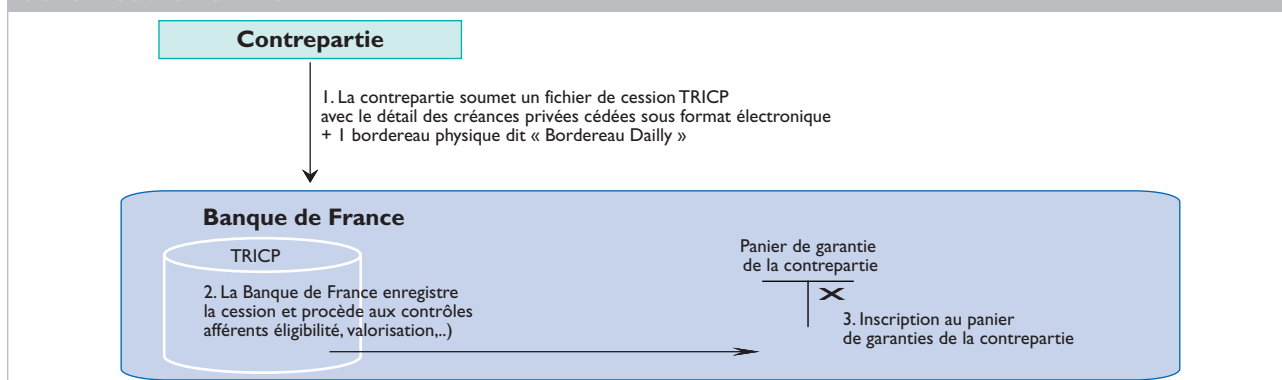 Contrepartie
1. La contrepartie soumet un fichier de cession TRICP
avec le détail des créances privées cédées sous format électronique
+ 1 bordereau physique dit « Bordereau Dailly »
Banque de France
TRICP
2. La Banque de France enregistre
la cession et procède aux contrôles
afférents éligibilité, valorisation,..)
Panier de garantie
de la contrepartie
3. Inscription au panier
de garanties de la contrepartie